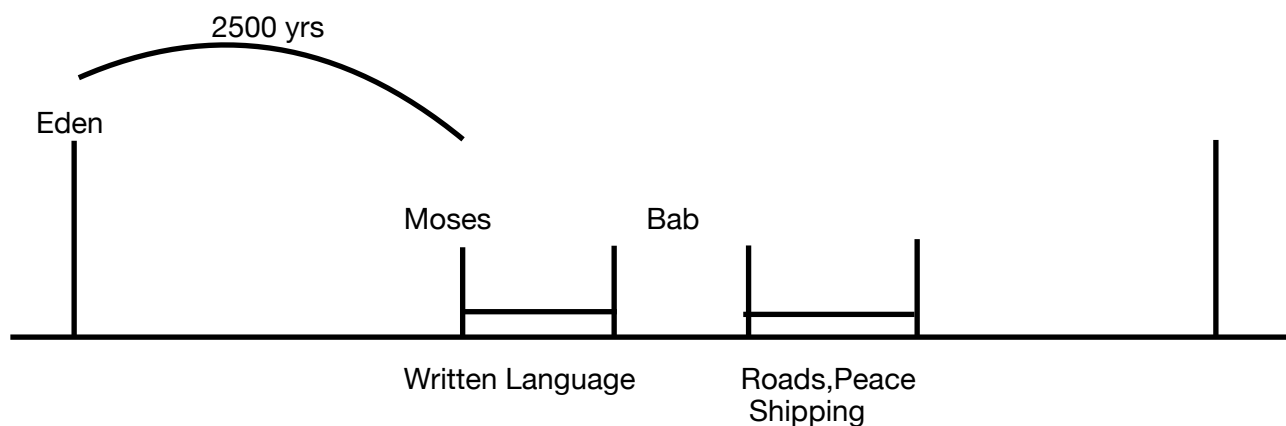 2500 yrs
Eden
Moses
Bab
Written Language
Roads,Peace
Shipping